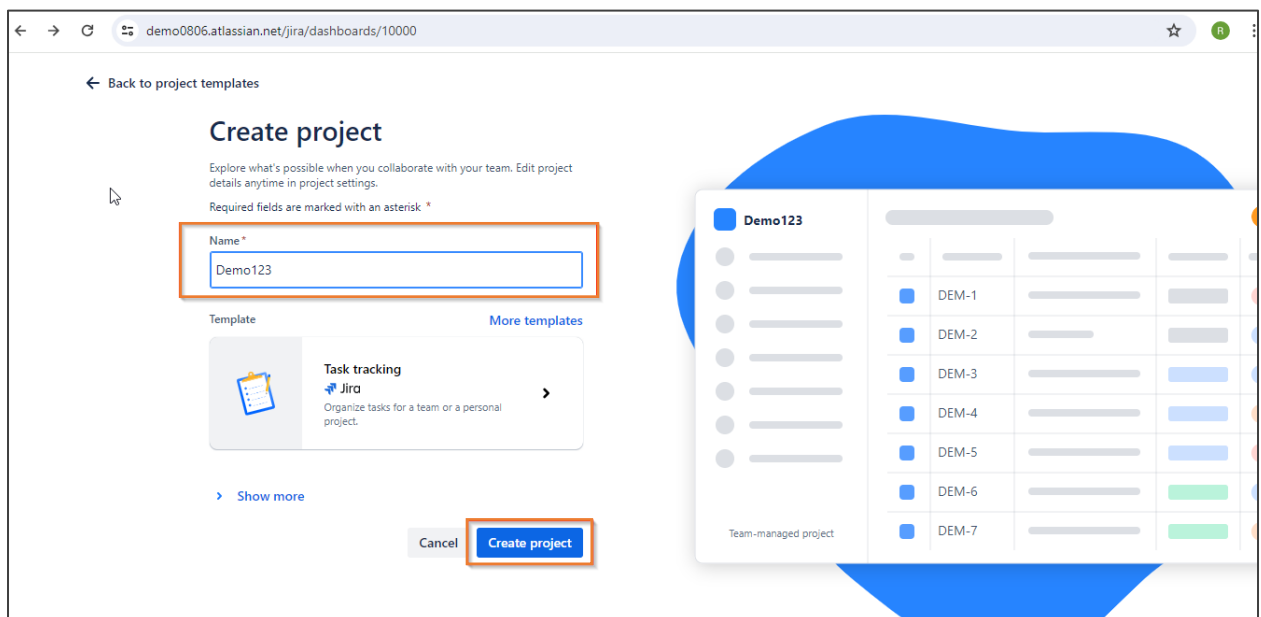 demo0806.atlassian.net/jira/dashboards/10000
R
Back to project templates
Create project
Explore what's possible when you collaborate with your team. Edit project
details anytime in project settings.
Required fields are marked with an asterisk *
Name*
Demo123
Template
More templates
Task tracking
Jira
Organize tasks for a team or a personal
project.
Show more
Cancel
Create project
Demo123
DEM-1
DEM-2
DEM-3
DEM-4
DEM-5
DEM-6
DEM-7
Team-managed project